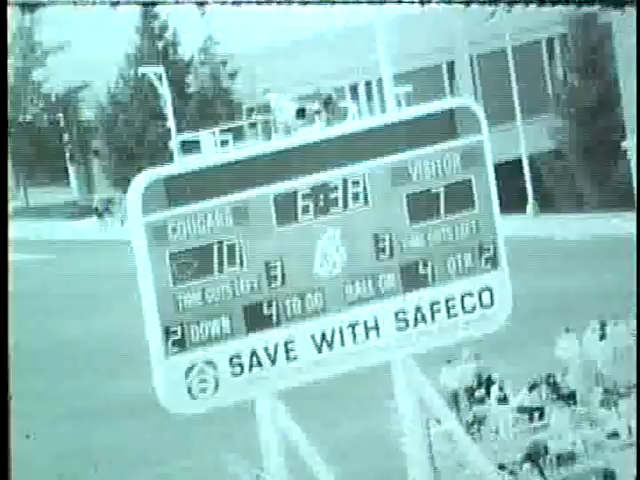 6:38
COUGARS VISITOR
10 7
TIME OUTS LEFT 3 3 TIME OUTS LEFT
2 DOWN 4 TO GO BALL ON 4 QTR 2
SAVE WITH SAFECO